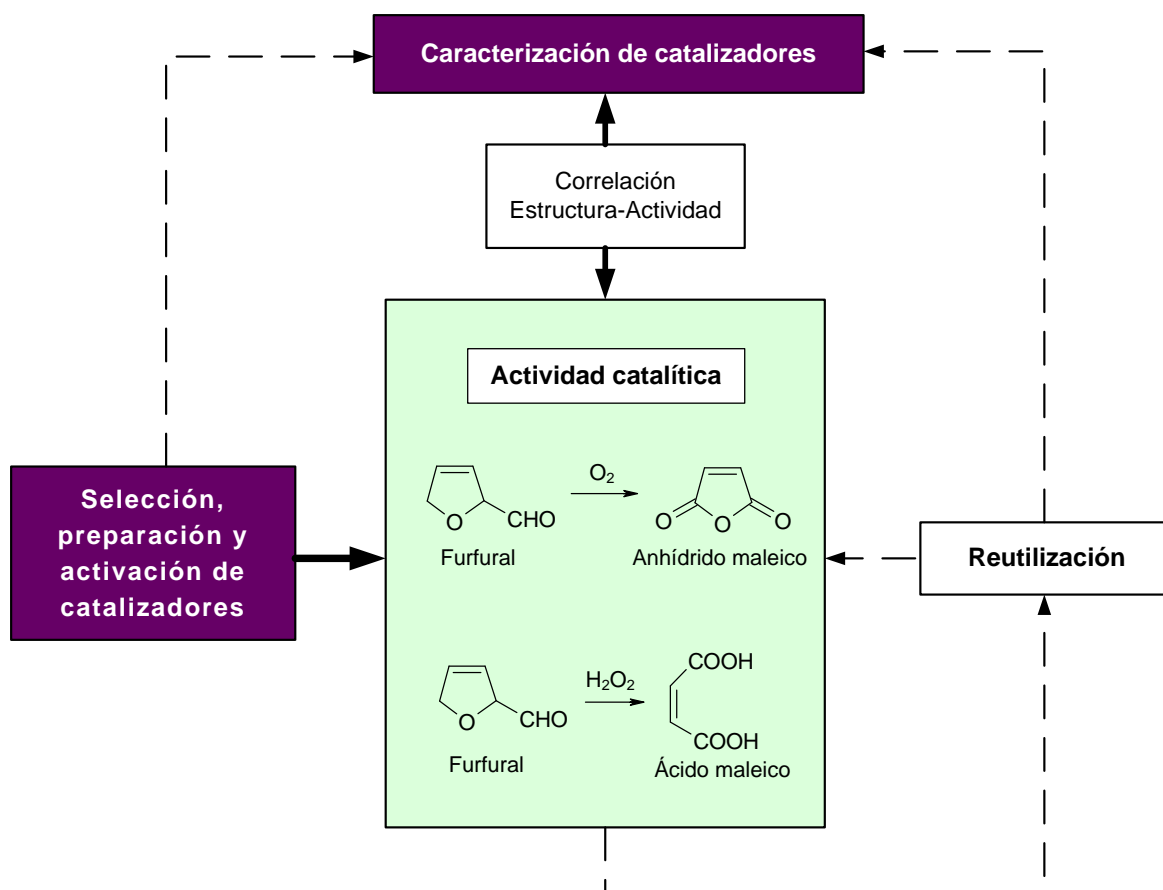 Caracterización de catalizadores
Correlación
Estructura-Actividad
Actividad catalítica
O
CHO
Furfural
O₂
O
O
O
Anhídrido maleico
Selección,
preparación y
activación de
catalizadores
Reutilización
O
CHO
Furfural
H₂O₂
COOH
COOH
Ácido maleico